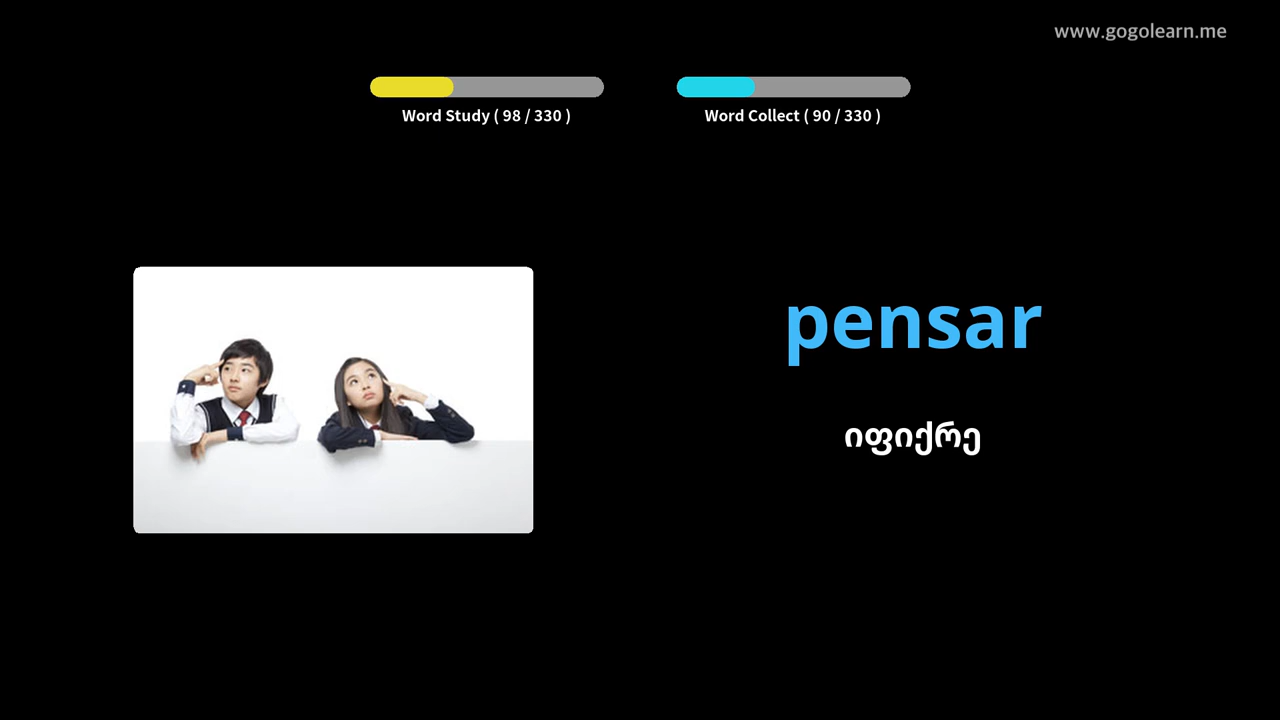 www.gogolearn.me
Word Study ( 98 / 330 )
Word Collect ( 90 / 330 )
pensar
იფიქრე